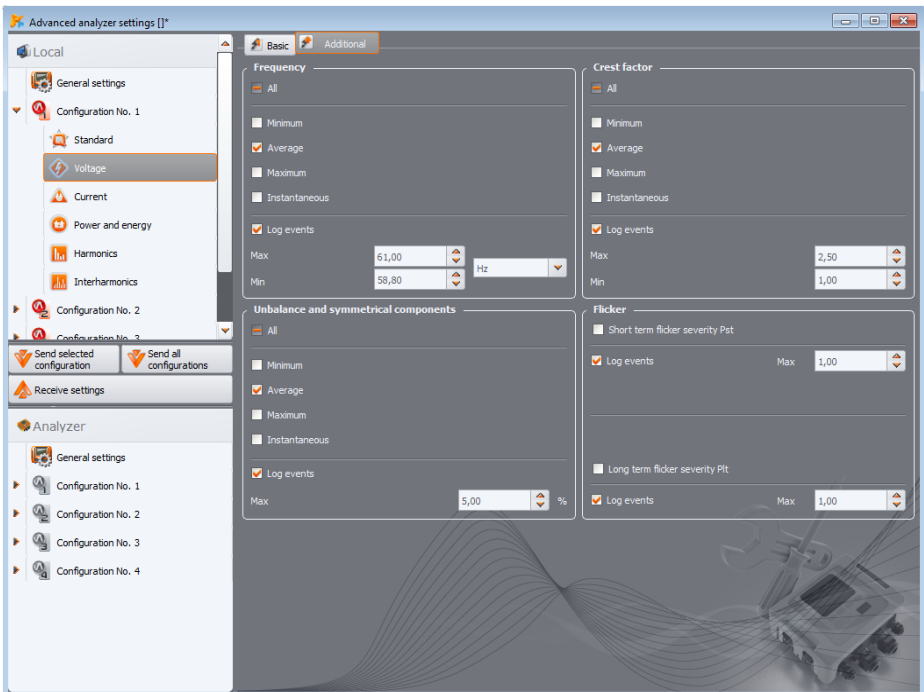 Advanced analyzer settings []*
Local
General settings
Configuration No. 1
Standard
Voltage
Current
Power and energy
Harmonics
Interharmonics
Configuration No. 2
Configuration No. 3
Send selected
configuration
Send all
configurations
Receive settings
Analyzer
General settings
Configuration No. 1
Configuration No. 2
Configuration No. 3
Configuration No. 4
Basic
Additional
Frequency
All
Minimum
Average
Maximum
Instantaneous
Log events
Max 61,00
Hz
Min 58,80
Crest factor
All
Minimum
Average
Maximum
Instantaneous
Log events
Max 2,50
Min 1,00
Unbalance and symmetrical components
All
Minimum
Average
Maximum
Instantaneous
Log events
Max 5,00 %
Flicker
Short term flicker severity Pst
Log events Max 1,00
Long term flicker severity Plt
Log events Max 1,00